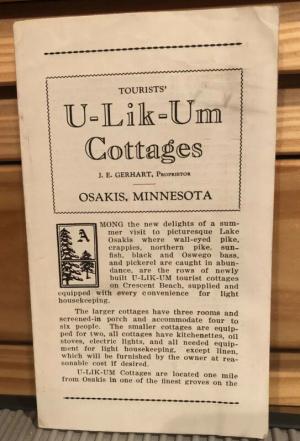 TOURISTS'
U-Lik-Um
Cottages
J. E. GERHART, PROPRIETOR
OSAKIS, MINNESOTA
AMONG the new delights of a sum-
mer visit to picturesque Lake
Osakis where wall-eyed pike,
crappies, northern pike, sun-
fish, black and Oswego bass,
and pickerel are caught in abun-
dance, are the rows of newly
built U-LIK-UM tourist cottages
on Crescent Beach, supplied and
equipped with every convenience for light
housekeeping.
The larger cottages have three rooms and
screened-in porch and accommodate four to
six people. The smaller cottages are equip-
ped for two, all cottages have kitchenettes, oil
stoves, electric lights, and all needed equip-
ment for light housekeeping, except linen,
which will be furnished by the owner at rea-
sonable cost if desired.
U-LIK-UM Cottages are located one mile
from Osakis in one of the finest groves on the